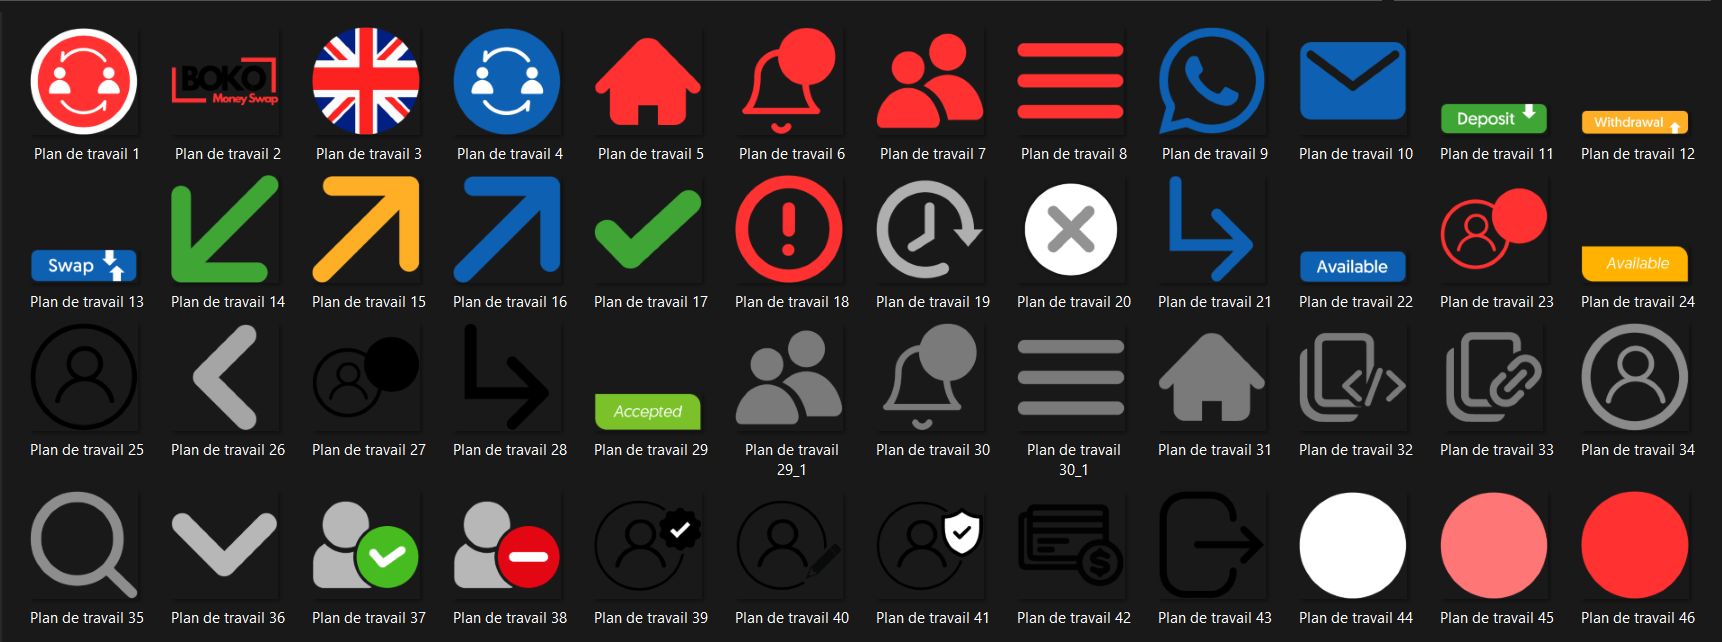 BOKO
Money Swap
Deposit
Withdrawal
Plan de travail 1
Plan de travail 2
Plan de travail 3
Plan de travail 4
Plan de travail 5
Plan de travail 6
Plan de travail 7
Plan de travail 8
Plan de travail 9
Plan de travail 10
Plan de travail 11
Plan de travail 12
Swap
Available
Available
Plan de travail 13
Plan de travail 14
Plan de travail 15
Plan de travail 16
Plan de travail 17
Plan de travail 18
Plan de travail 19
Plan de travail 20
Plan de travail 21
Plan de travail 22
Plan de travail 23
Plan de travail 24
Accepted
Plan de travail 25
Plan de travail 26
Plan de travail 27
Plan de travail 28
Plan de travail 29
Plan de travail
29_1
Plan de travail 30
Plan de travail
30_1
Plan de travail 31
Plan de travail 32
Plan de travail 33
Plan de travail 34
$
Plan de travail 35
Plan de travail 36
Plan de travail 37
Plan de travail 38
Plan de travail 39
Plan de travail 40
Plan de travail 41
Plan de travail 42
Plan de travail 43
Plan de travail 44
Plan de travail 45
Plan de travail 46